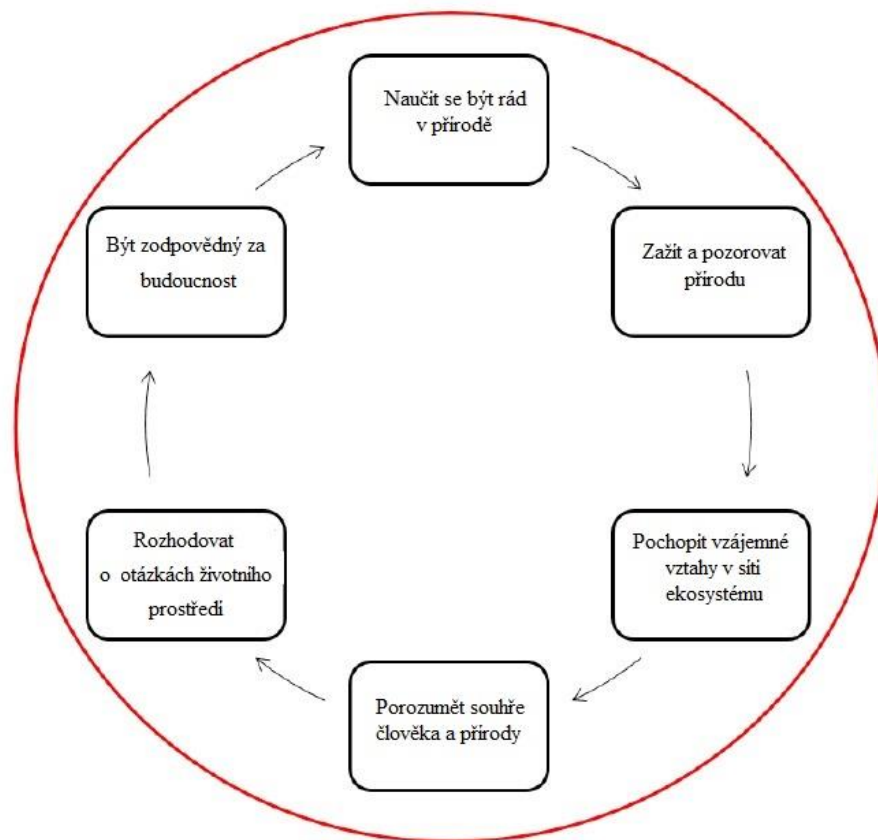 Naučit se být rád
v přírodě
Zažít a pozorovat
přírodu
Pochopit vzájemné
vztahy v síti
ekosystému
Porozumět souhře
člověka a přírody
Rozhodovat
o otázkách životního
prostředí
Být zodpovědný za
budoucnost